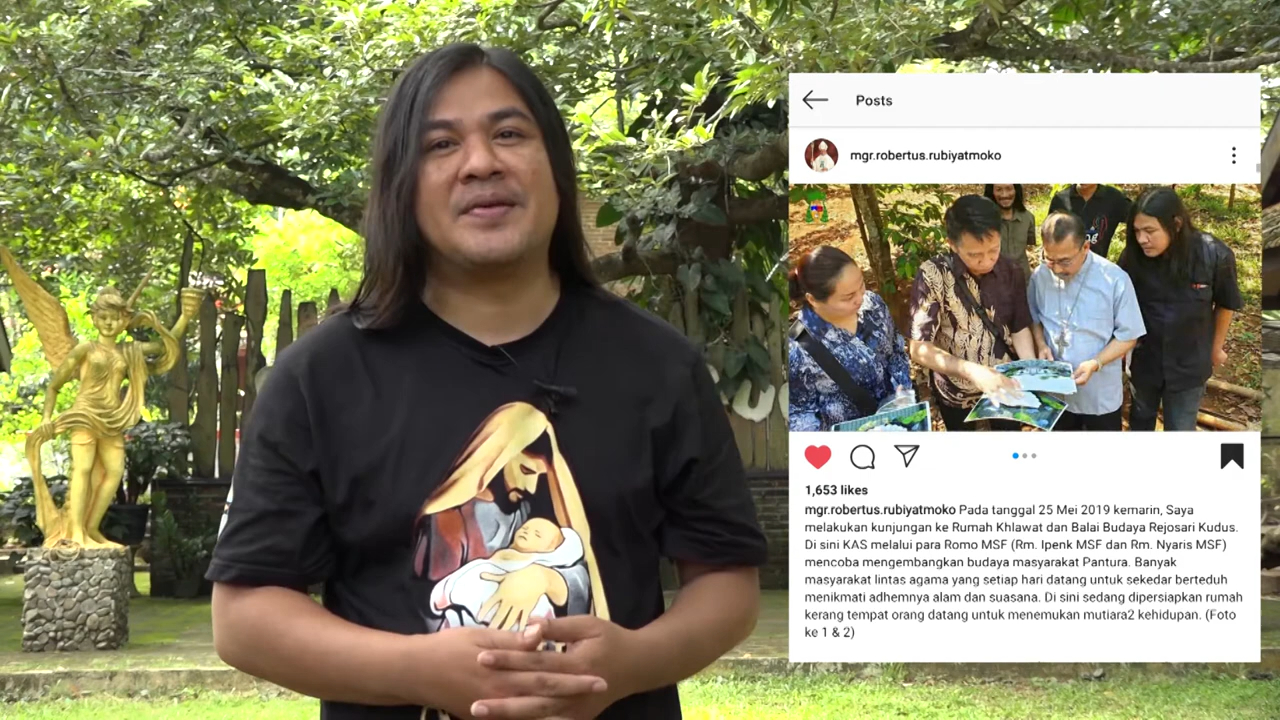 Posts
mgr.robertus.rubiyatmoko
1,653 likes
mgr.robertus.rubiyatmoko Pada tanggal 25 Mei 2019 kemarin, Saya
melakukan kunjungan ke Rumah Khlawat dan Balai Budaya Rejosari Kudus.
Di sini KAS melalui para Romo MSF (Rm. Ipenk MSF dan Rm. Nyaris MSF)
mencoba mengembangkan budaya masyarakat Pantura. Banyak
masyarakat lintas agama yang setiap hari datang untuk sekedar berteduh
menikmati adhemnya alam dan suasana. Di sini sedang dipersiapkan rumah
kerang tempat orang datang untuk menemukan mutiara2 kehidupan. (Foto
ke 1 & 2)